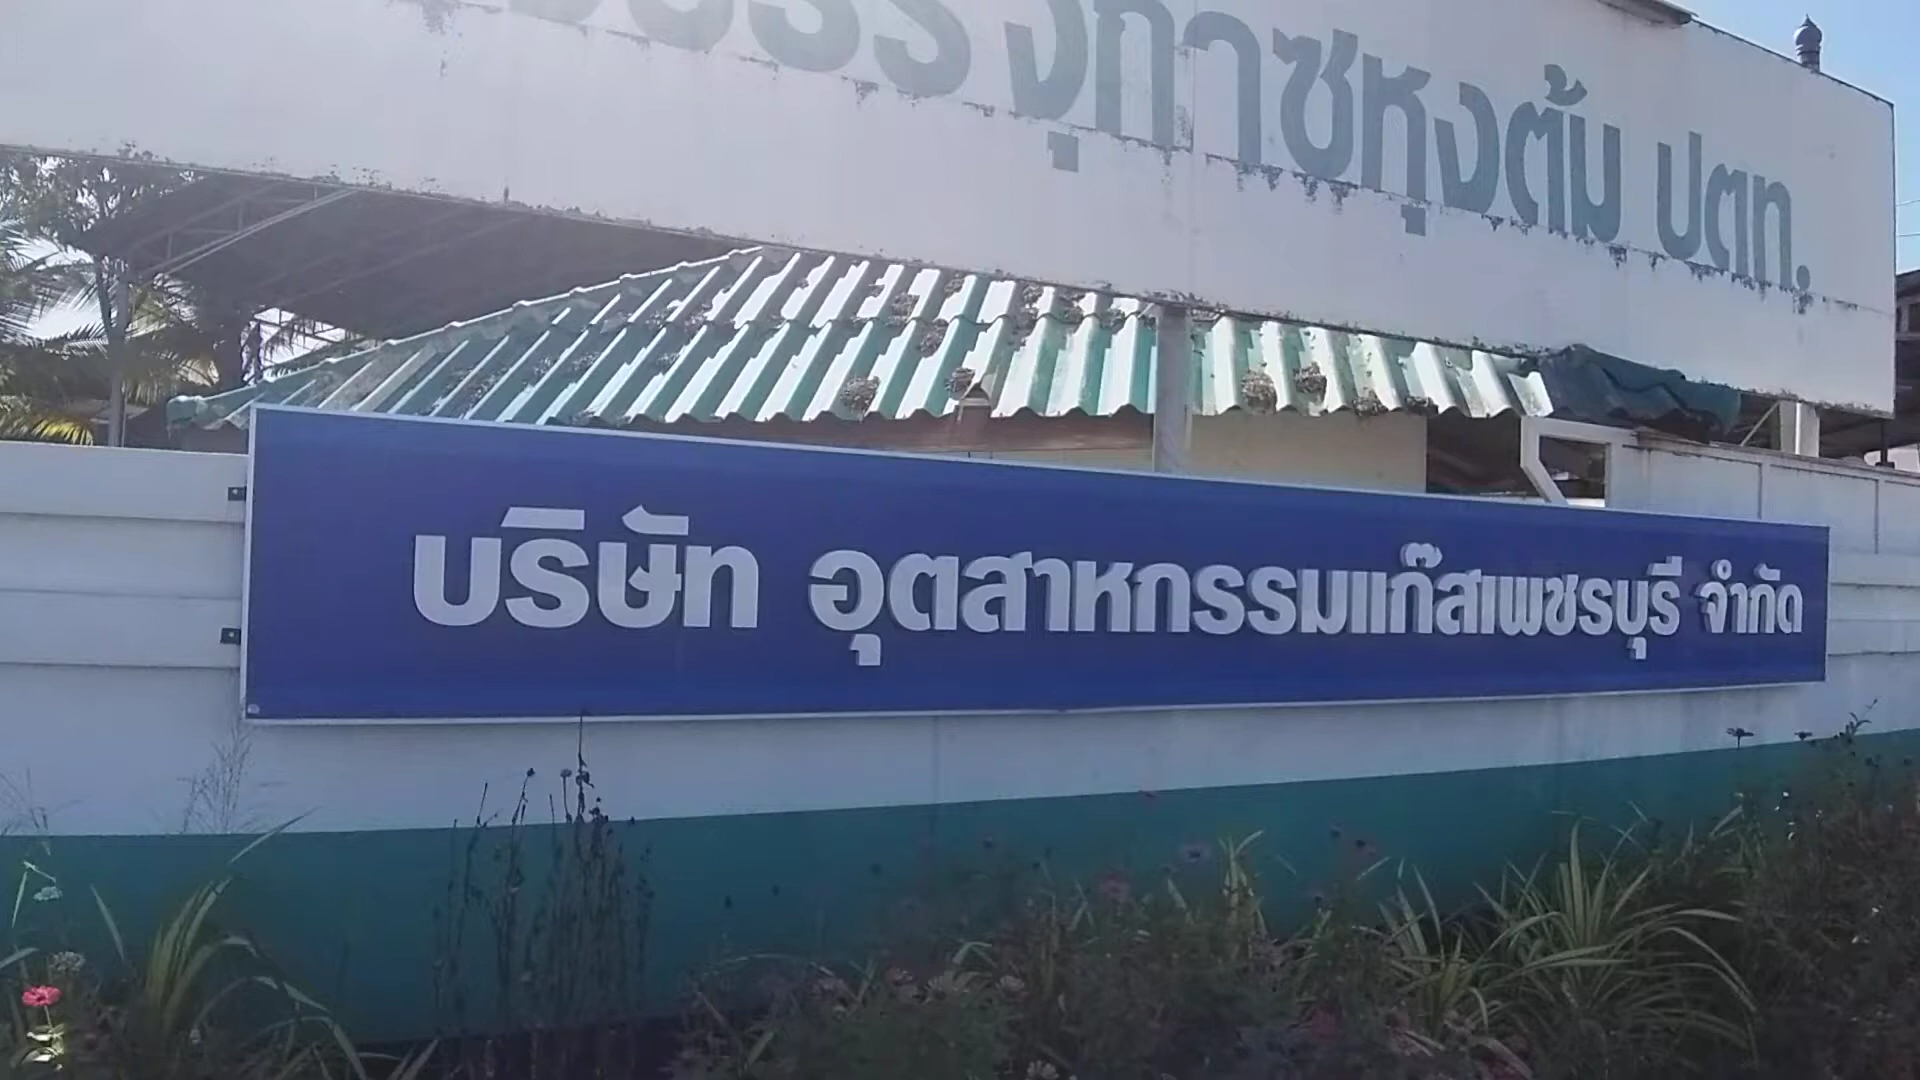 บรรจุก๊าซหุงต้ม ปตท.
บริษัท อุตสาหกรรมแก๊สเพชรบุรี จำกัด